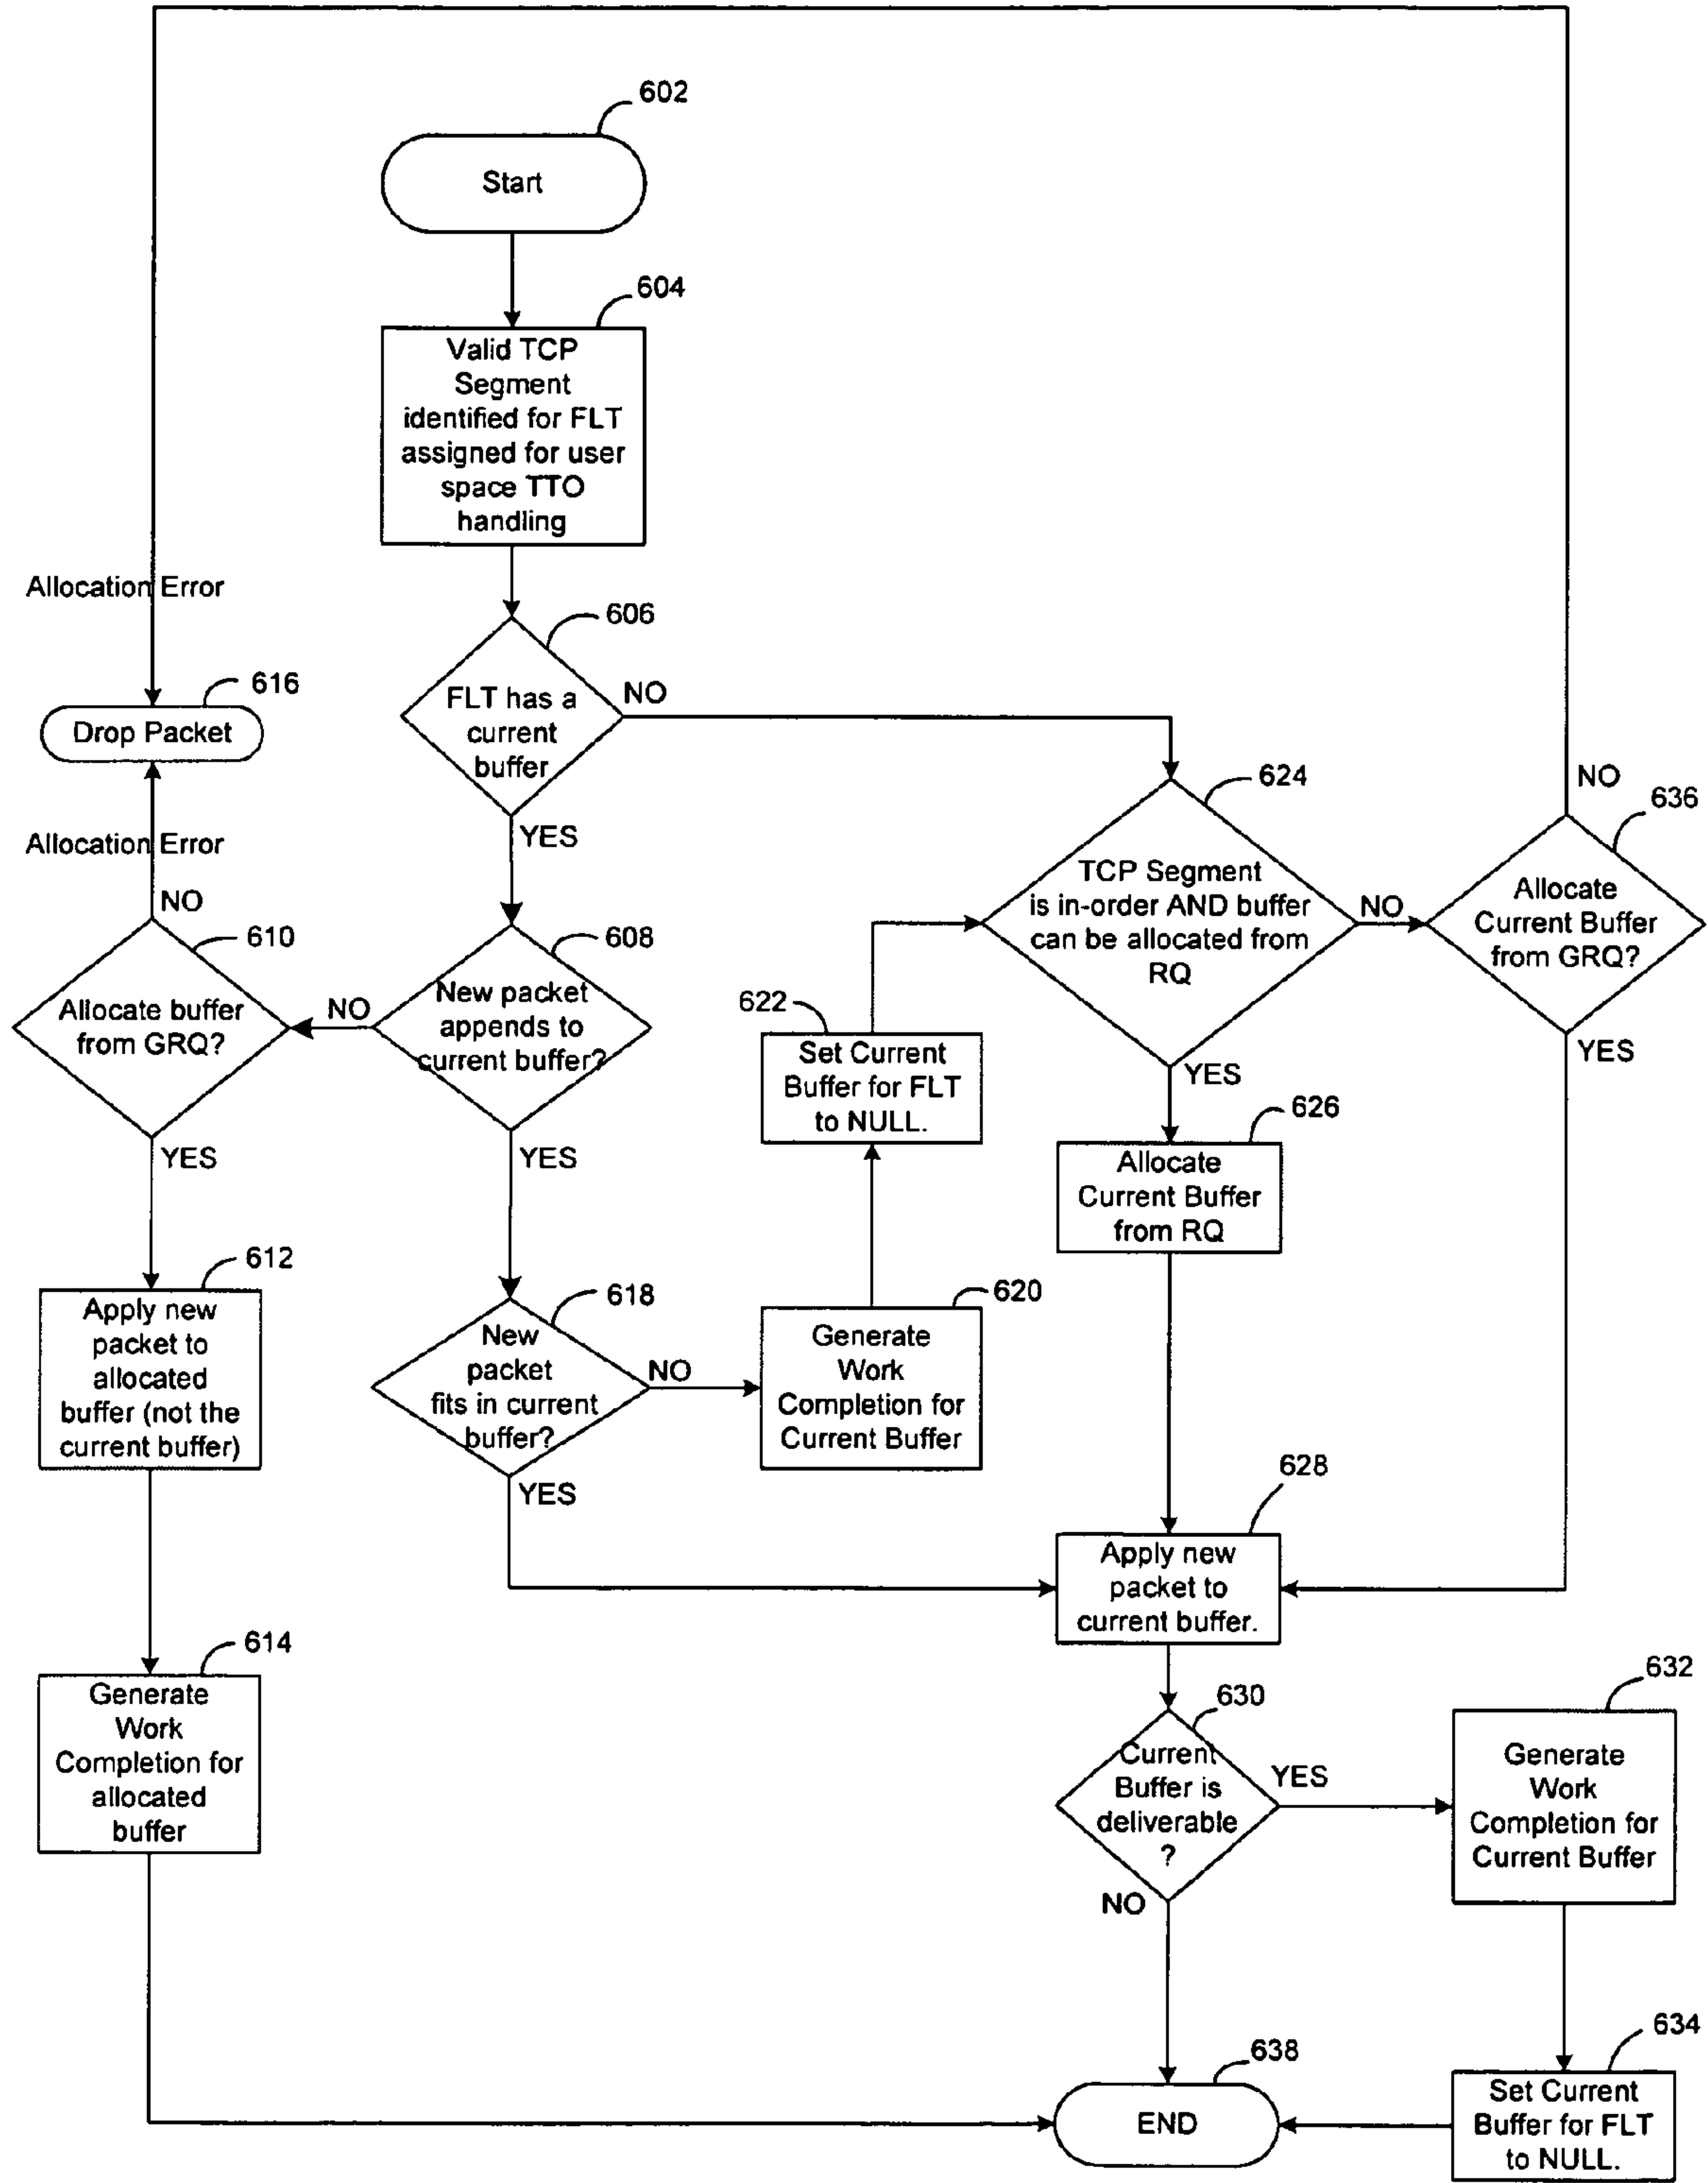 602
Start
604
Valid TCP
Segment
identified for FLT
assigned for user
space TTO
handling
Allocation Error
606
616
FLT has a
current
buffer
NO
YES
Drop Packet
Allocation Error
NO
610
Allocate buffer
from GRQ?
YES
608
New packet
appends to
current buffer?
NO
YES
624
TCP Segment
is in-order AND buffer
can be allocated from
RQ
NO
YES
NO
636
Allocate
Current Buffer
from GRQ?
YES
622
Set Current
Buffer for FLT
to NULL.
626
Allocate
Current Buffer
from RQ
612
Apply new
packet to
allocated
buffer (not the
current buffer)
618
New
packet
fits in current
buffer?
NO
YES
620
Generate
Work
Completion for
Current Buffer
628
Apply new
packet to
current buffer.
614
Generate
Work
Completion for
allocated
buffer
630
Current
Buffer is
deliverable
?
YES
NO
632
Generate
Work
Completion for
Current Buffer
634
Set Current
Buffer for FLT
to NULL.
638
END